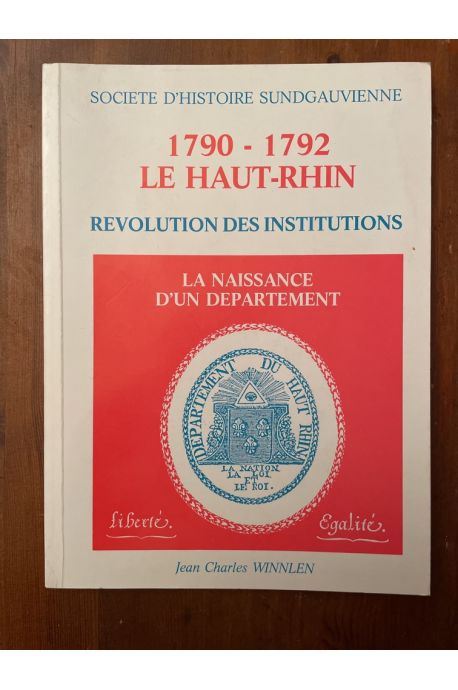 SOCIETE D'HISTOIRE SUNDGAUVIENNE
1790 - 1792
LE HAUT-RHIN
REVOLUTION DES INSTITUTIONS
LA NAISSANCE
D'UN DEPARTEMENT
DEPARTEMENT DU HAUT RHIN
LA NATION
LA LOI
ET
LE ROI.
Liberté.
Egalité.
Jean Charles WINNLEN